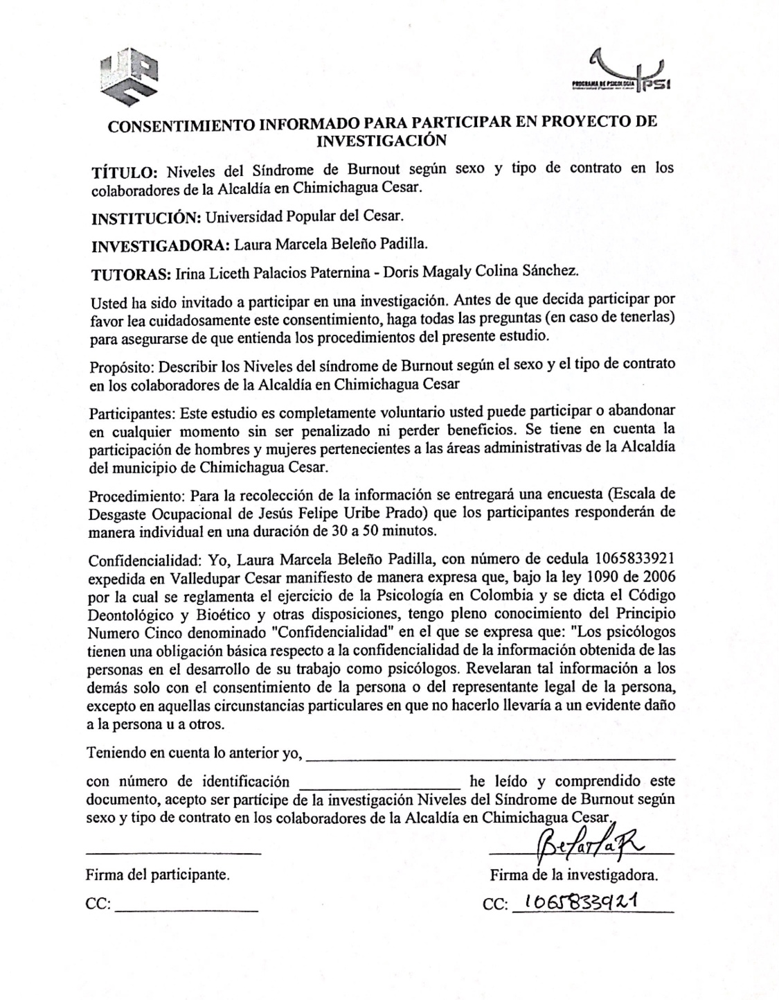 UPC
PROGRAMA DE PSICOLOGIA PSI
CONSENTIMIENTO INFORMADO PARA PARTICIPAR EN PROYECTO DE
INVESTIGACIÓN
TÍTULO: Niveles del Síndrome de Burnout según sexo y tipo de contrato en los
colaboradores de la Alcaldía en Chimichagua Cesar.
INSTITUCIÓN: Universidad Popular del Cesar.
INVESTIGADORA: Laura Marcela Beleño Padilla.
TUTORAS: Irina Liceth Palacios Paternina - Doris Magaly Colina Sánchez.
Usted ha sido invitado a participar en una investigación. Antes de que decida participar por
favor lea cuidadosamente este consentimiento, haga todas las preguntas (en caso de tenerlas)
para asegurarse de que entienda los procedimientos del presente estudio.
Propósito: Describir los Niveles del síndrome de Burnout según el sexo y el tipo de contrato
en los colaboradores de la Alcaldía en Chimichagua Cesar
Participantes: Este estudio es completamente voluntario usted puede participar o abandonar
en cualquier momento sin ser penalizado ni perder beneficios. Se tiene en cuenta la
participación de hombres y mujeres pertenecientes a las áreas administrativas de la Alcaldía
del municipio de Chimichagua Cesar.
Procedimiento: Para la recolección de la información se entregará una encuesta (Escala de
Desgaste Ocupacional de Jesús Felipe Uribe Prado) que los participantes responderán de
manera individual en una duración de 30 a 50 minutos.
Confidencialidad: Yo, Laura Marcela Beleño Padilla, con número de cedula 1065833921
expedida en Valledupar Cesar manifiesto de manera expresa que, bajo la ley 1090 de 2006
por la cual se reglamenta el ejercicio de la Psicología en Colombia y se dicta el Código
Deontológico y Bioético y otras disposiciones, tengo pleno conocimiento del Principio
Numero Cinco denominado "Confidencialidad" en el que se expresa que: "Los psicólogos
tienen una obligación básica respecto a la confidencialidad de la información obtenida de las
personas en el desarrollo de su trabajo como psicólogos. Revelaran tal información a los
demás solo con el consentimiento de la persona o del representante legal de la persona,
excepto en aquellas circunstancias particulares en que no hacerlo llevaría a un evidente daño
a la persona u a otros.
Teniendo en cuenta lo anterior yo,
con número de identificación he leído y comprendido este
documento, acepto ser partícipe de la investigación Niveles del Síndrome de Burnout según
sexo y tipo de contrato en los colaboradores de la Alcaldía en Chimichagua Cesar.
Firma del participante. Firma de la investigadora.
CC: CC: 1065833921